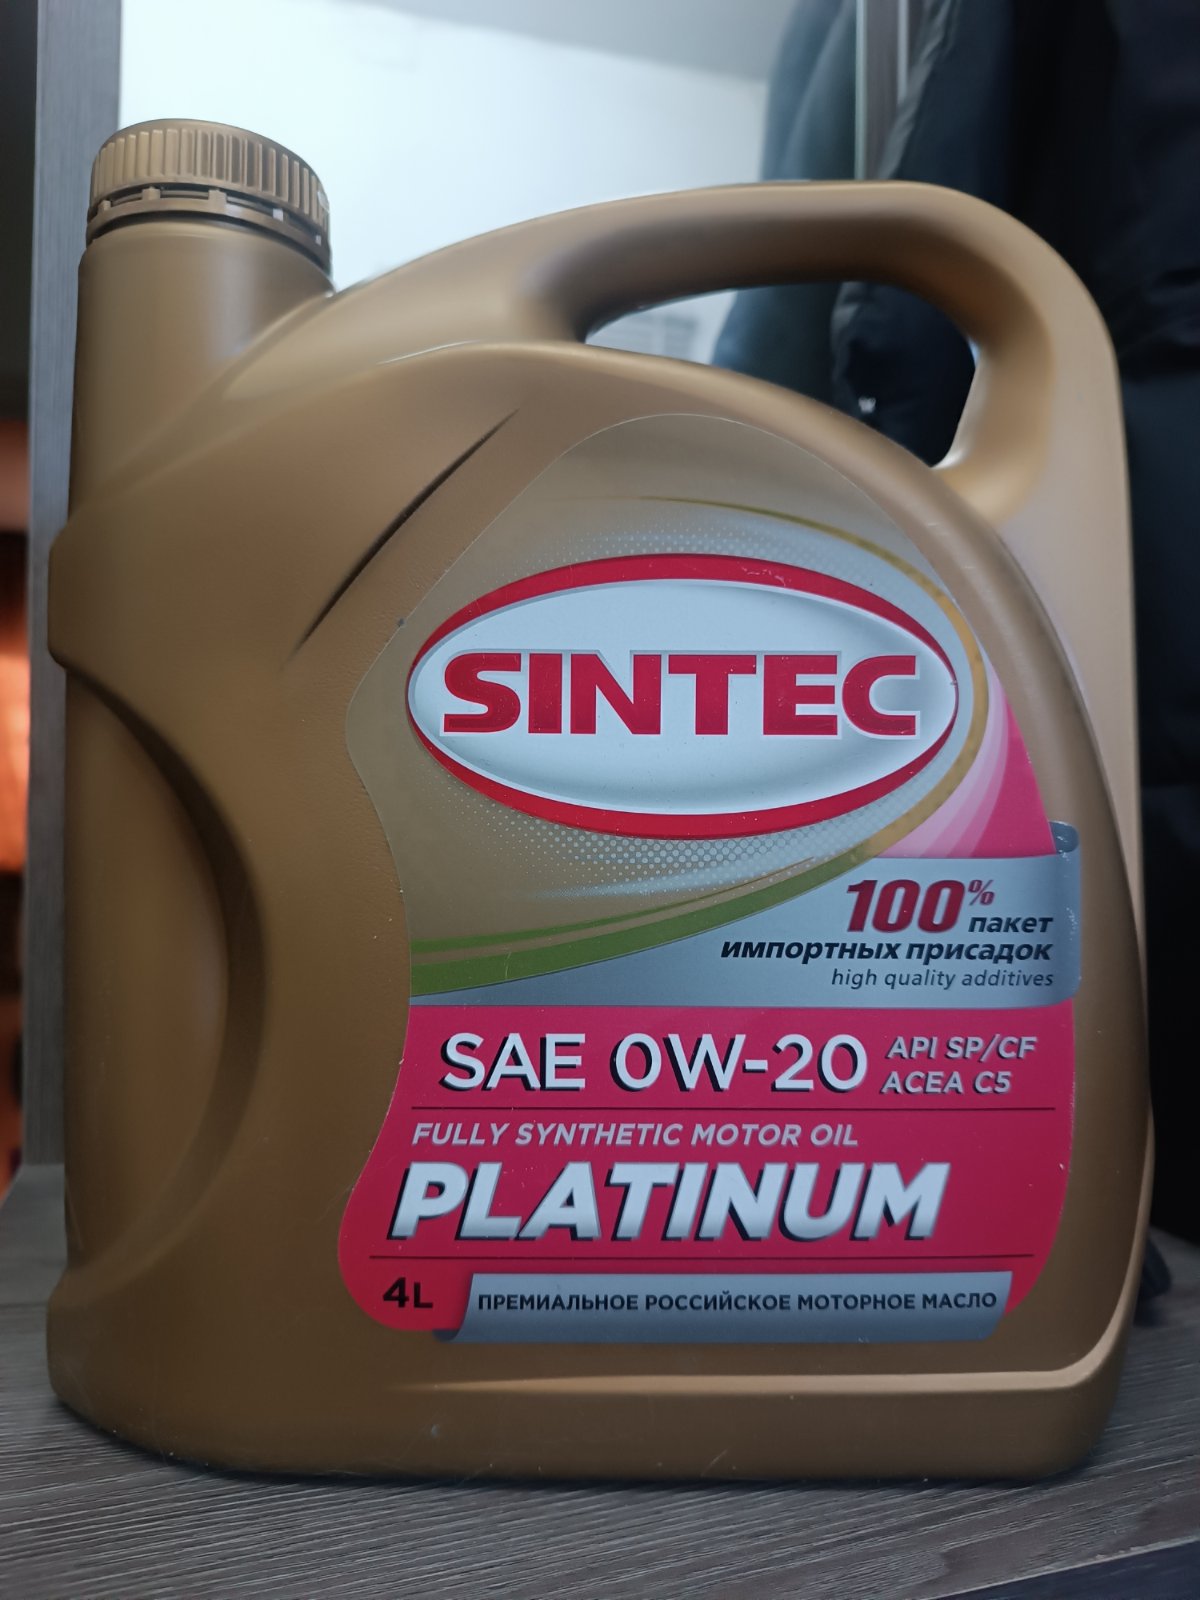 SINTEC
100%
пакет
импортных присадок
high quality additives
SAE 0W-20
API SP/CF
ACEA C5
FULLY SYNTHETIC MOTOR OIL
PLATINUM
4L
ПРЕМИАЛЬНОЕ РОССИЙСКОЕ МОТОРНОЕ МАСЛО